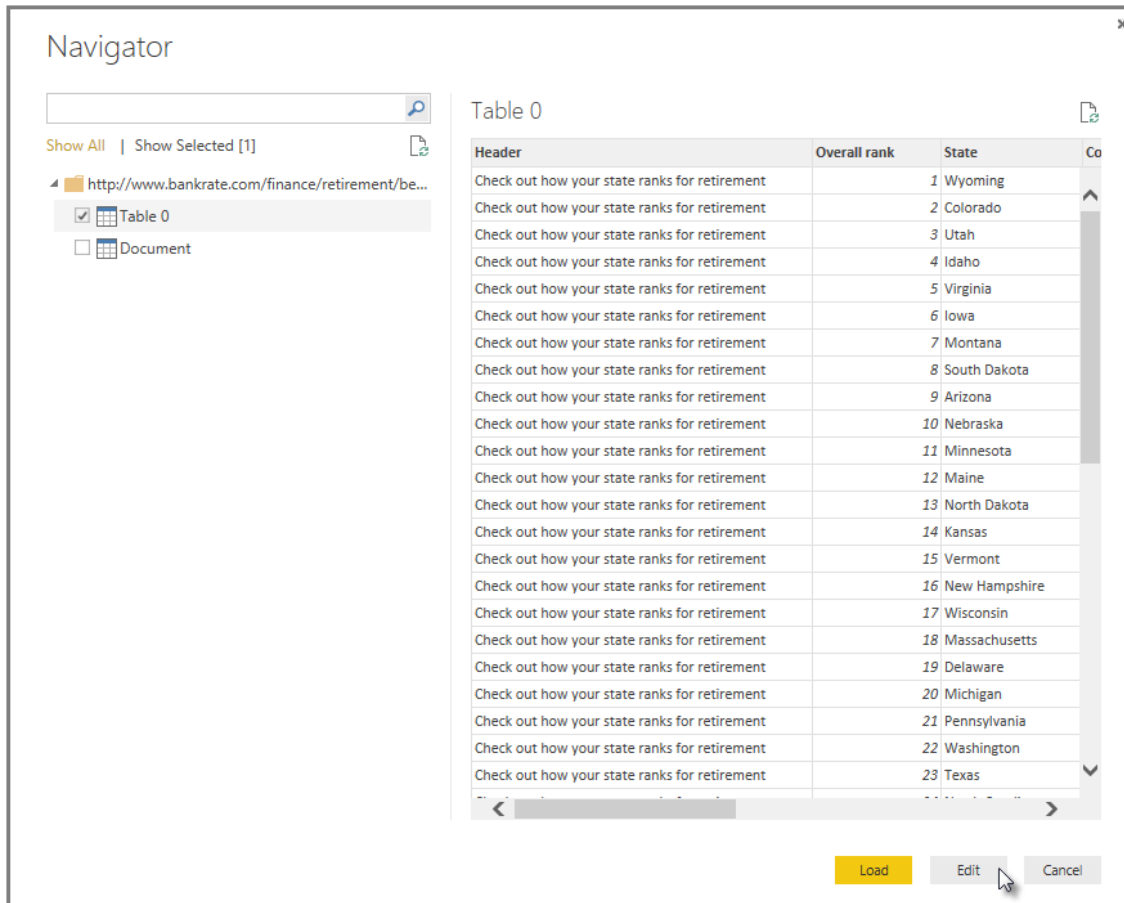 Navigator
Show All | Show Selected [1]
http://www.bankrate.com/finance/retirement/be...
Table 0
Document
Table 0
Header Overall rank State Co
Check out how your state ranks for retirement 1 Wyoming
Check out how your state ranks for retirement 2 Colorado
Check out how your state ranks for retirement 3 Utah
Check out how your state ranks for retirement 4 Idaho
Check out how your state ranks for retirement 5 Virginia
Check out how your state ranks for retirement 6 Iowa
Check out how your state ranks for retirement 7 Montana
Check out how your state ranks for retirement 8 South Dakota
Check out how your state ranks for retirement 9 Arizona
Check out how your state ranks for retirement 10 Nebraska
Check out how your state ranks for retirement 11 Minnesota
Check out how your state ranks for retirement 12 Maine
Check out how your state ranks for retirement 13 North Dakota
Check out how your state ranks for retirement 14 Kansas
Check out how your state ranks for retirement 15 Vermont
Check out how your state ranks for retirement 16 New Hampshire
Check out how your state ranks for retirement 17 Wisconsin
Check out how your state ranks for retirement 18 Massachusetts
Check out how your state ranks for retirement 19 Delaware
Check out how your state ranks for retirement 20 Michigan
Check out how your state ranks for retirement 21 Pennsylvania
Check out how your state ranks for retirement 22 Washington
Check out how your state ranks for retirement 23 Texas
Load Edit Cancel